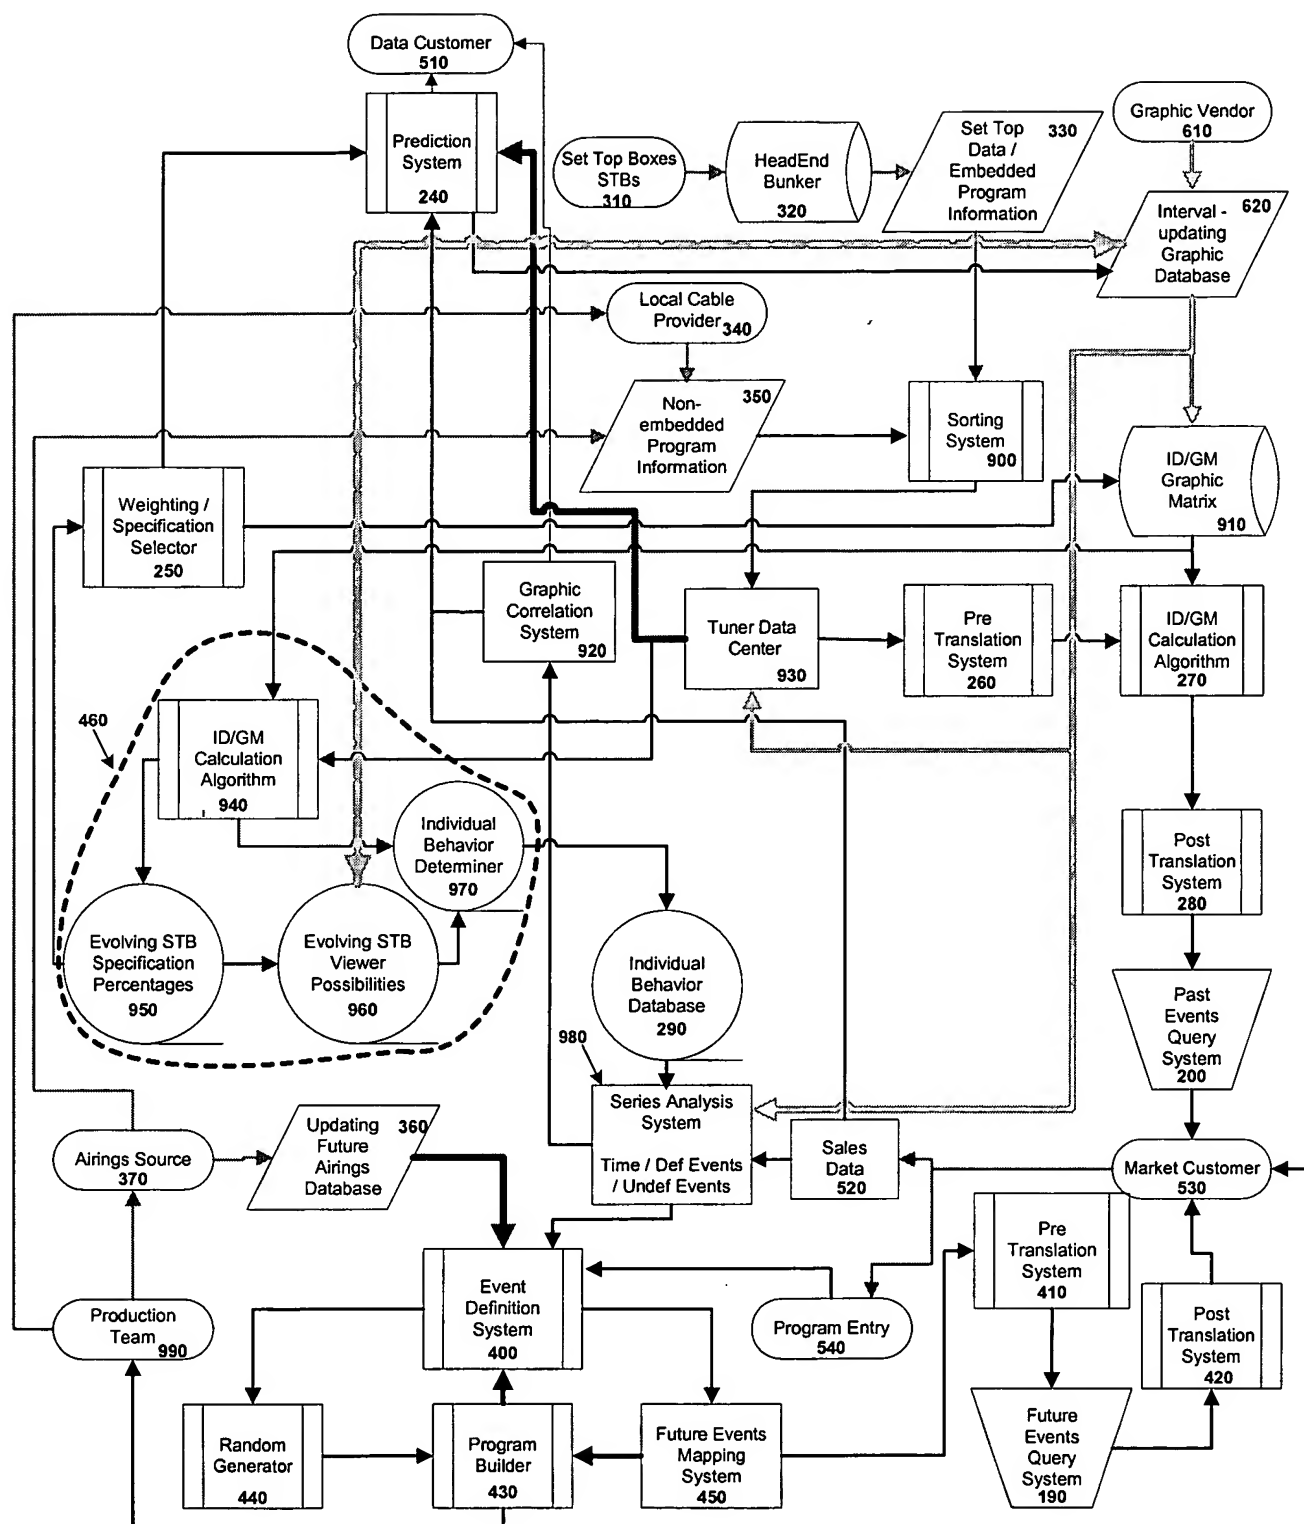 Data Customer
510
Prediction
System
240
Set Top Boxes
STBs
310
HeadEnd
Bunker
320
Set Top
Data /
Embedded
Program
Information
330
Graphic Vendor
610
Interval -
updating
Graphic
Database
620
Local Cable
Provider
340
Non-
embedded
Program
Information
350
Sorting
System
900
ID/GM
Graphic
Matrix
910
Weighting /
Specification
Selector
250
Graphic
Correlation
System
920
Tuner Data
Center
930
Pre
Translation
System
260
ID/GM
Calculation
Algorithm
270
460
ID/GM
Calculation
Algorithm
940
Individual
Behavior
Determiner
970
Post
Translation
System
280
Evolving STB
Specification
Percentages
950
Evolving STB
Viewer
Possibilities
960
Individual
Behavior
Database
290
Past
Events
Query
System
200
980
Series Analysis
System
Time / Def Events
/ Undef Events
Updating
Future
Airings
Database
360
Airings Source
370
Sales
Data
520
Market Customer
530
Pre
Translation
System
410
Event
Definition
System
400
Production
Team
990
Program Entry
540
Post
Translation
System
420
Random
Generator
440
Program
Builder
430
Future Events
Mapping
System
450
Future
Events
Query
System
190